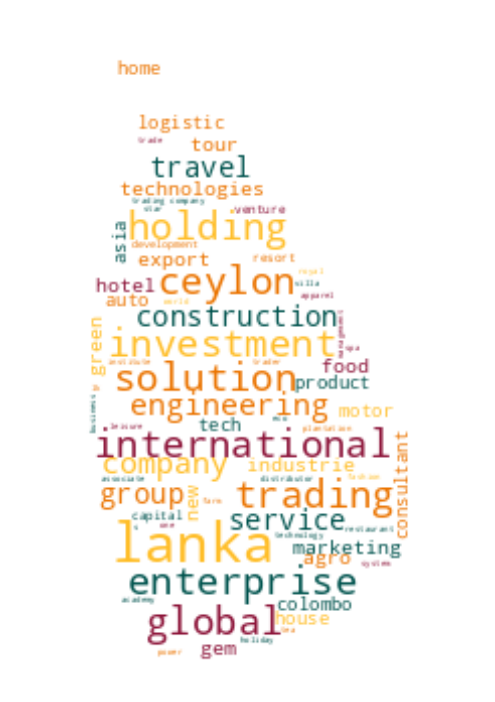 home
logistic
trade
tour
travel
technologies
trading company
star
venture
holding
asia
development
export
resort
royal
ceylon
villa
hotel
apparel
auto
world
construction
management
green
investment
spa
institute
trader
food
solution
product
business
engineering
motor
eco
tech
leisure
plantation
international
company
industrie
consultant
associate
distributor
fashion
group
new
farm
trading
capital
one
service
restaurant
lanka
technology
marketing
agro
system
enterprise
academy
colombo
global
house
tea
holiday
power
gem